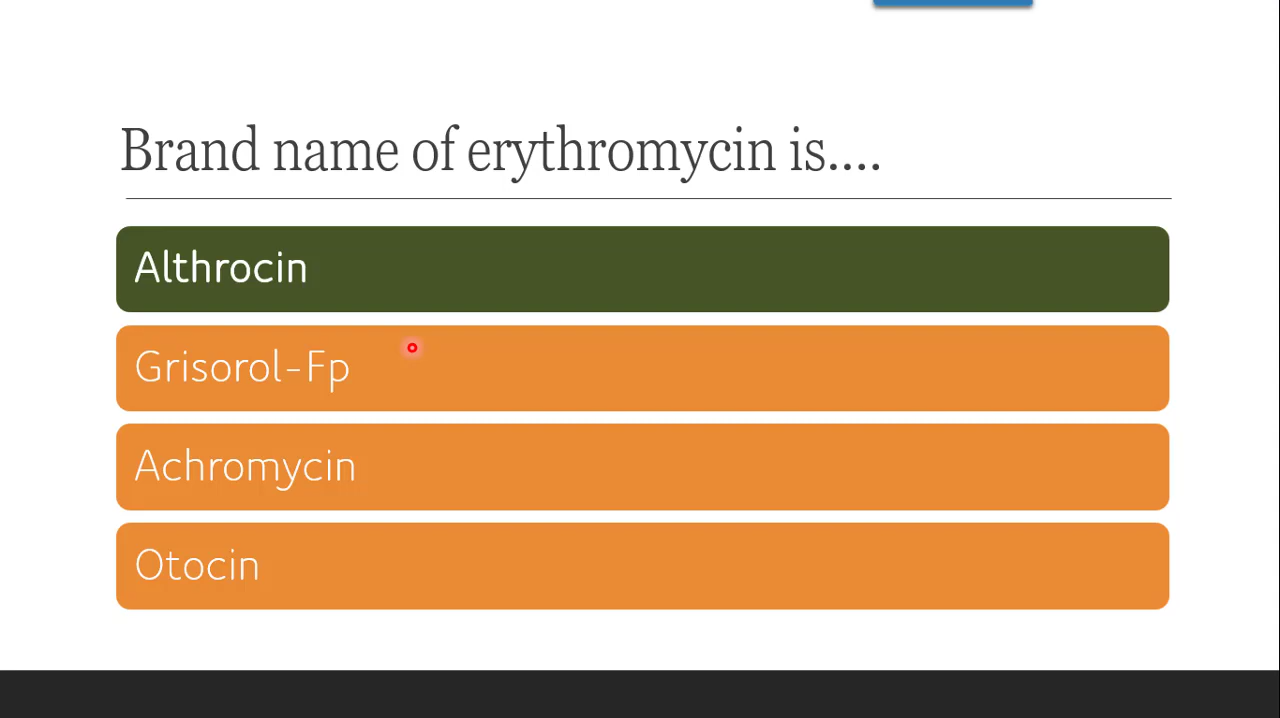 Brand name of erythromycin is....
Althrocin
Grisorol-Fp
Achromycin
Otocin